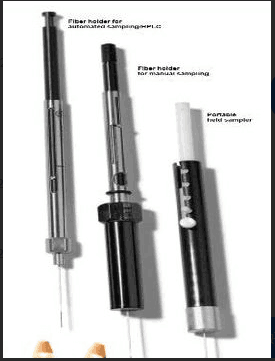 Fiber holder for
automated sampling/HPLC
Fiber holder
for manual sampling
Portable
field sampler